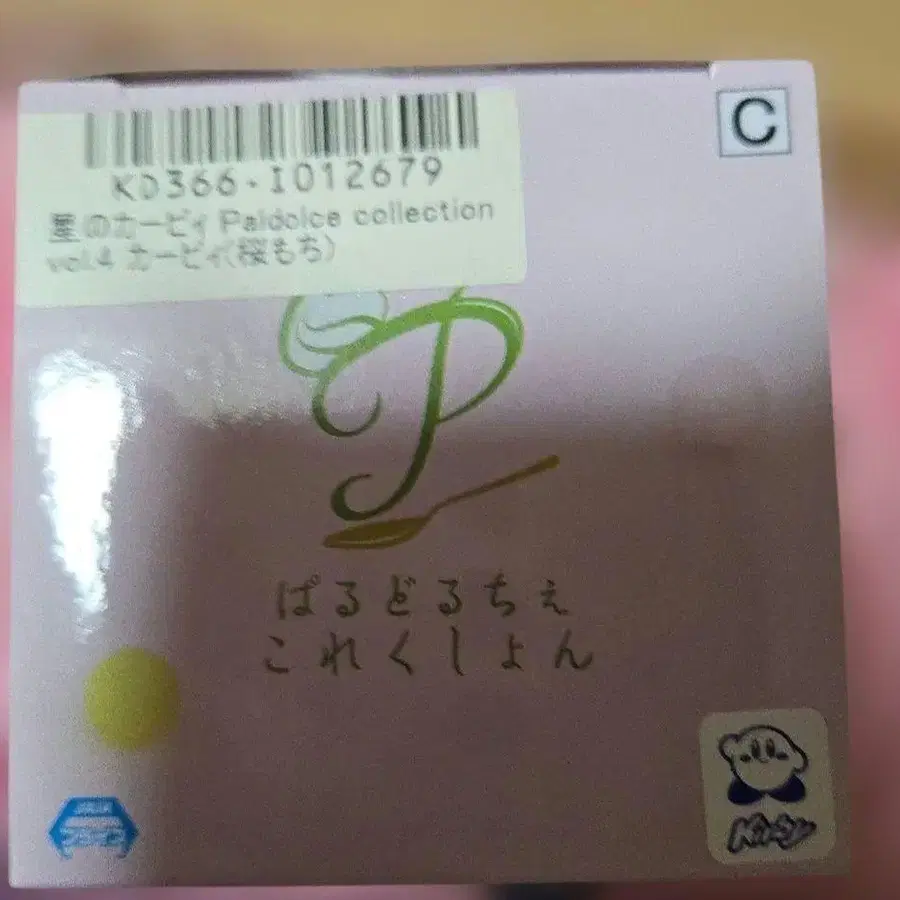 C
KD366-I012679
星のカービィ Paldolce collection
vol.4 カービィ(桜もち)
P
ぱるどるちぇ
これくしょん